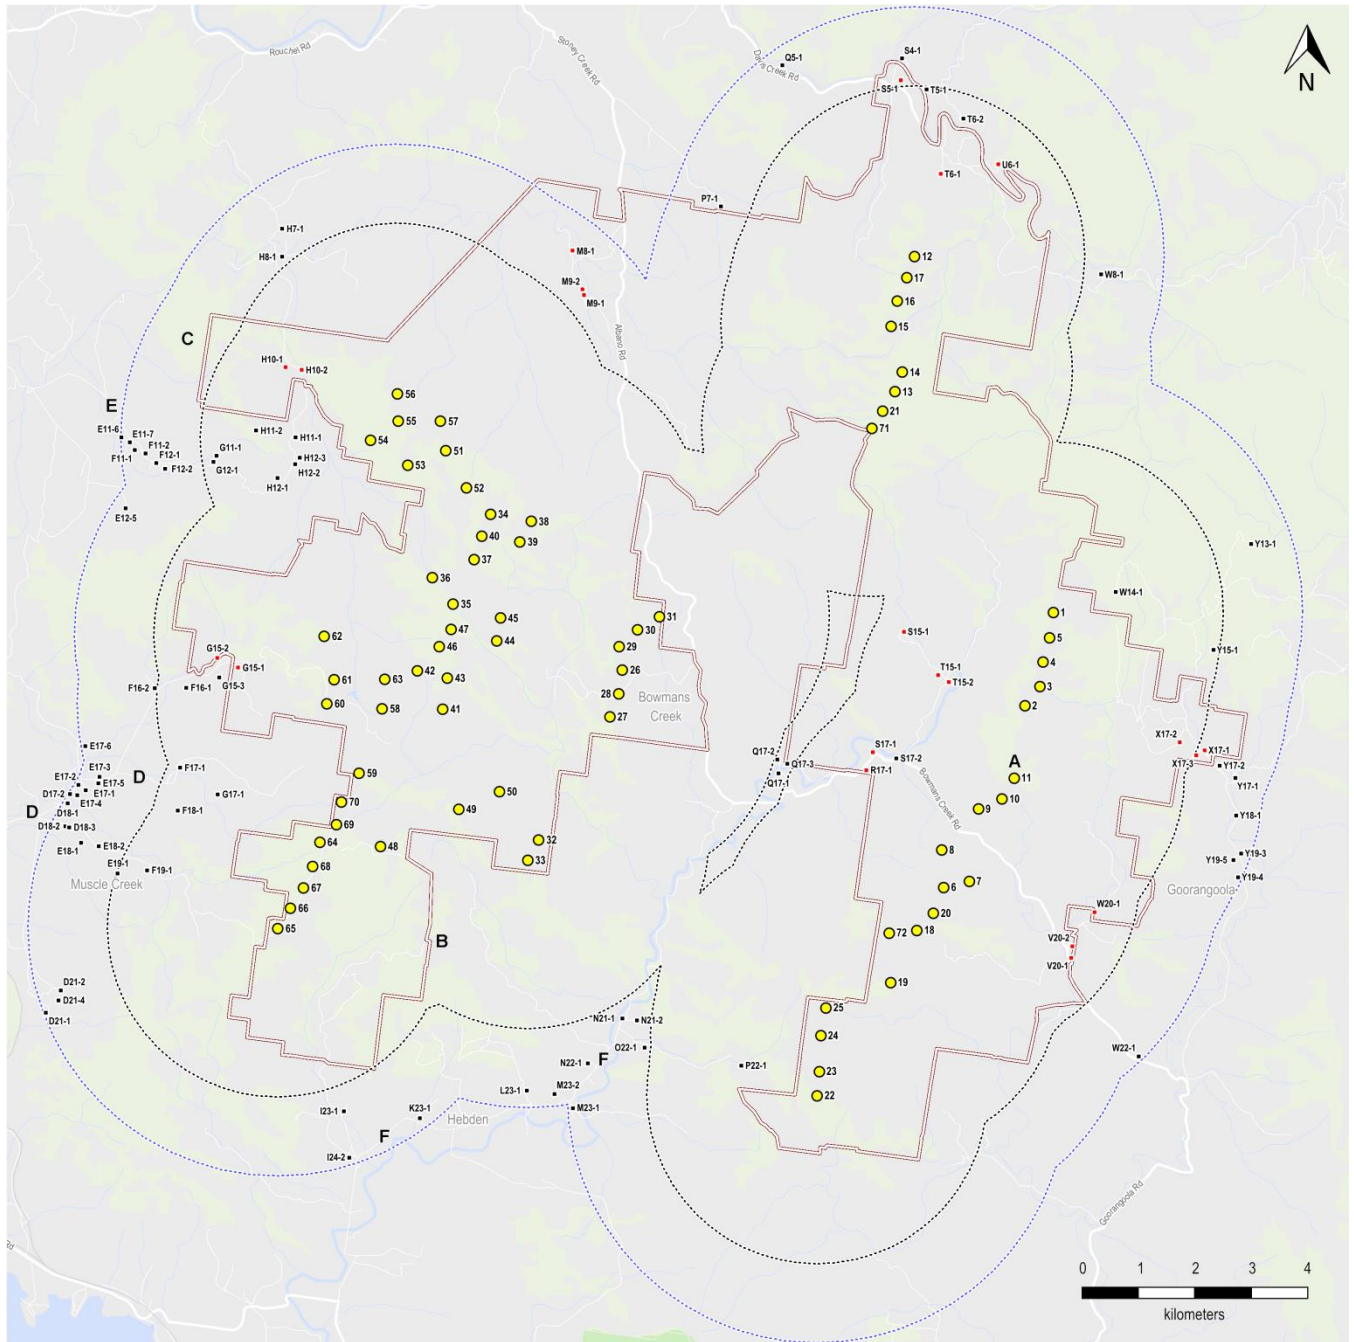 Rouchel Rd
Stoney Creek Rd
Davis Creek Rd
Q5-1
S4-1
S5-1
T5-1
T6-2
N
U6-1
T6-1
P7-1
H7-1
H8-1
M8-1
M9-2
M9-1
12
17
W8-1
16
15
C
Albano Rd
H10-1
H10-2
14
13
56
21
E
55
57
71
E11-6
E11-7
H11-2
H11-1
54
F11-2
F11-1
F12-1
F12-2
G11-1
G12-1
H12-3
H12-2
H12-1
51
53
52
E12-5
34
38
40
39
Y13-1
37
36
W14-1
35
45
31
1
62
47
30
S15-1
5
46
44
29
Y15-1
G15-2
G15-1
G15-3
4
42
26
T15-1
T15-2
61
63
43
3
F16-2
F16-1
28
Bowmans
Creek
60
58
41
27
2
E17-6
Q17-2
Q17-3
Q17-1
S17-1
S17-2
R17-1
X17-2
X17-1
X17-3
Y17-2
Y17-1
D
E17-3
E17-2
E17-5
E17-1
E17-4
D17-2
F17-1
G17-1
59
A
11
50
10
D
D18-1
F18-1
70
49
9
Bowmans Creek Rd
D18-2
D18-3
69
Y18-1
E18-1
E18-2
64
48
32
8
33
Y19-3
Y19-5
Y19-4
E19-1
F19-1
68
7
Muscle Creek
67
6
Goorangoola
66
20
W20-1
65
B
72
18
V20-2
V20-1
D21-2
D21-4
D21-1
19
N21-1
N21-2
25
24
O22-1
N22-1
F
P22-1
W22-1
23
L23-1
M23-2
22
I23-1
K23-1
M23-1
Hebden
F
I24-2
Goorangoola Rd
Rd
0 1 2 3 4
kilometers